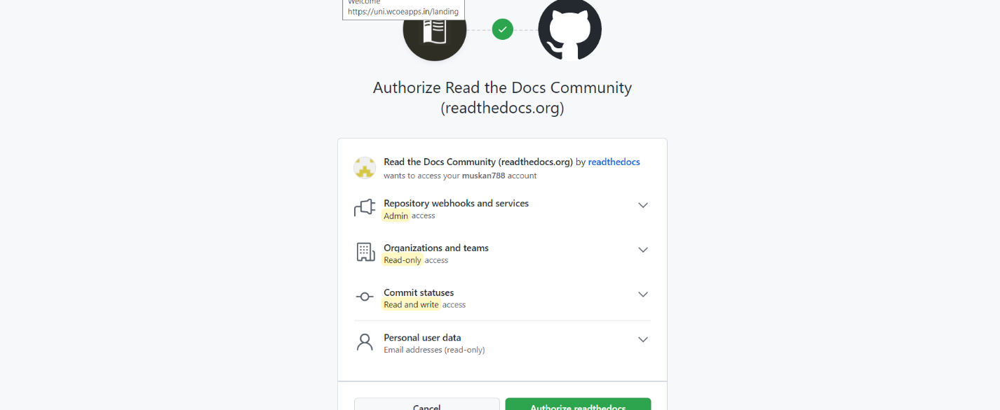 Welcome
https://uni.wcoeapps.in/landing
Authorize Read the Docs Community
(readthedocs.org)
Read the Docs Community (readthedocs.org) by readthedocs
wants to access your muskan788 account
Repository webhooks and services
Admin access
Organizations and teams
Read-only access
Commit statuses
Read and write access
Personal user data
Email addresses (read-only)
Cancel
Authorize readthedocs